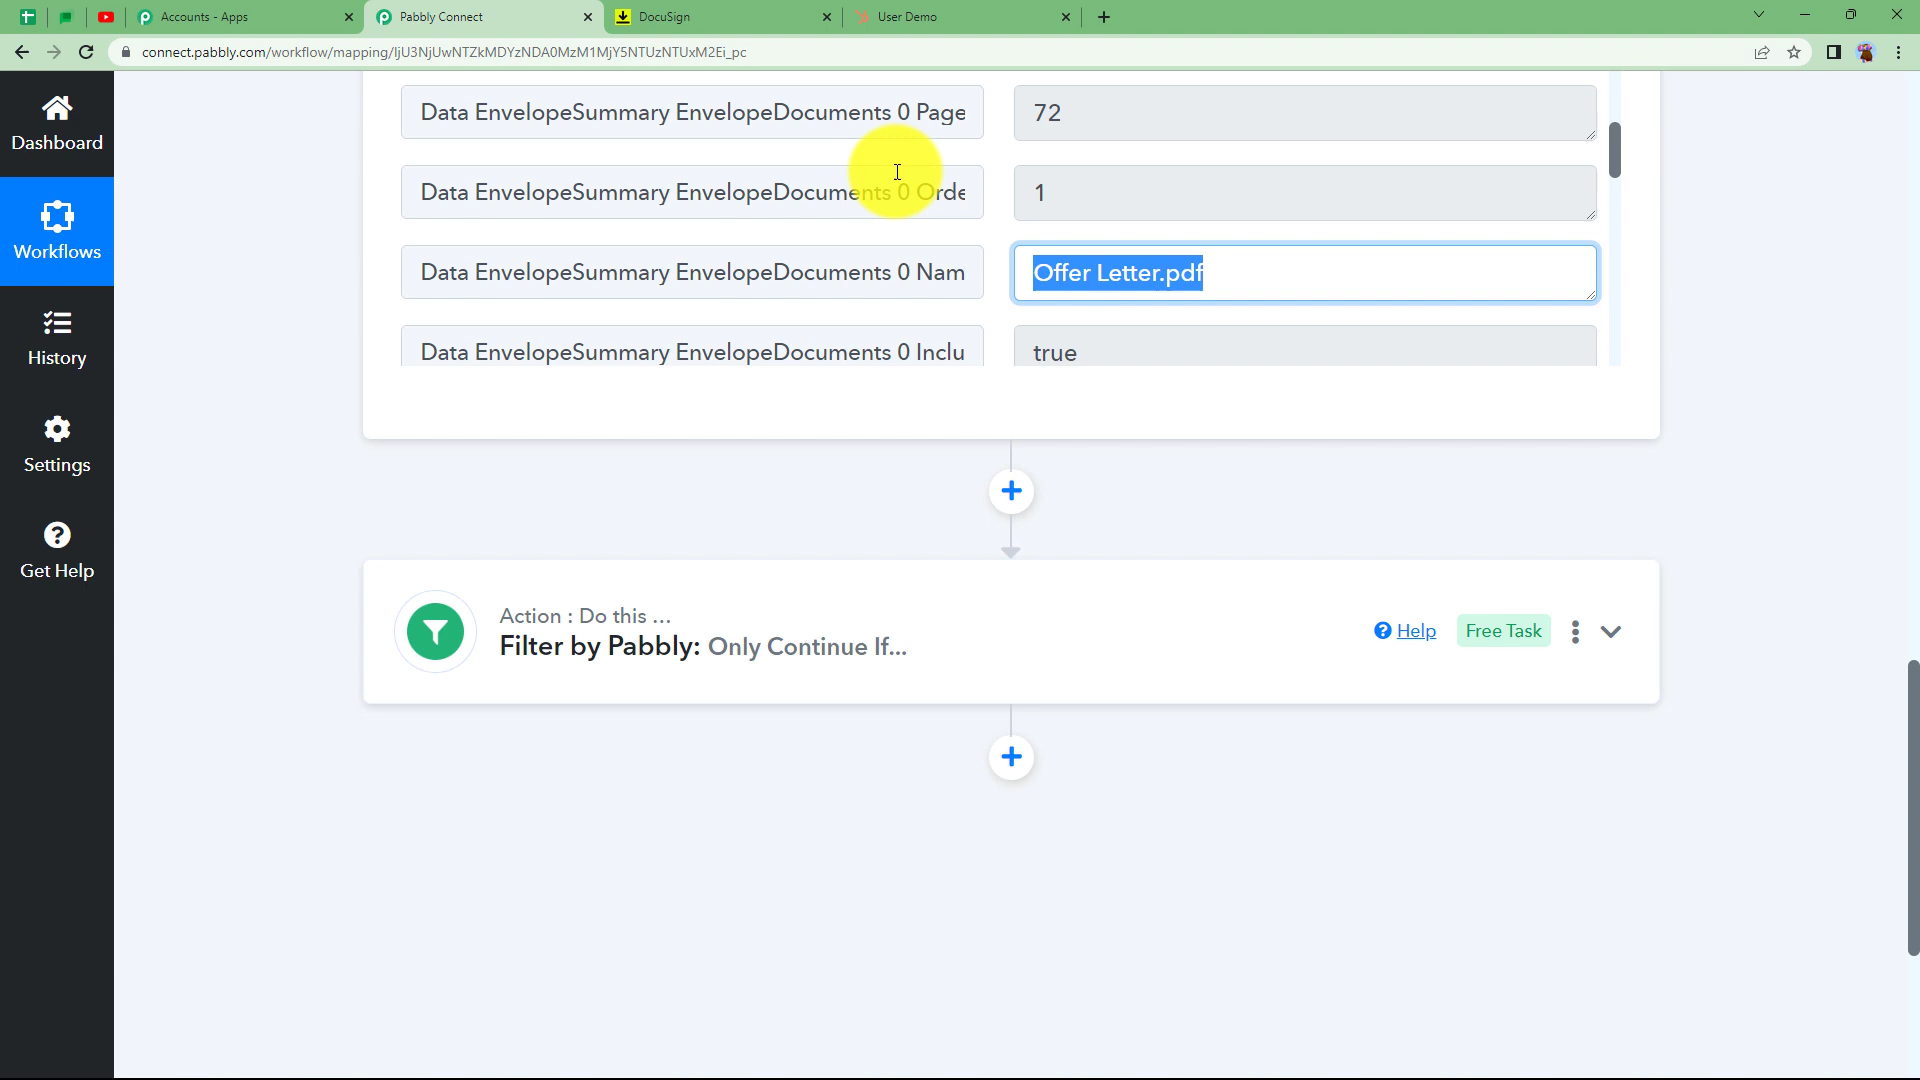 Accounts - Apps
Pabbly Connect
DocuSign
User Demo
connect.pabbly.com/workflow/mapping/IjU3NjUwNTZkMDYzNDA0MzM1MjY5NTUzNTUxM2Ei_pc
Dashboard
Workflows
History
Settings
Get Help
Data EnvelopeSummary EnvelopeDocuments 0 Page
72
Data EnvelopeSummary EnvelopeDocuments 0 Orde
1
Data EnvelopeSummary EnvelopeDocuments 0 Nam
Offer Letter.pdf
Data EnvelopeSummary EnvelopeDocuments 0 Inclu
true
Action : Do this ...
Filter by Pabbly: Only Continue If...
Help
Free Task